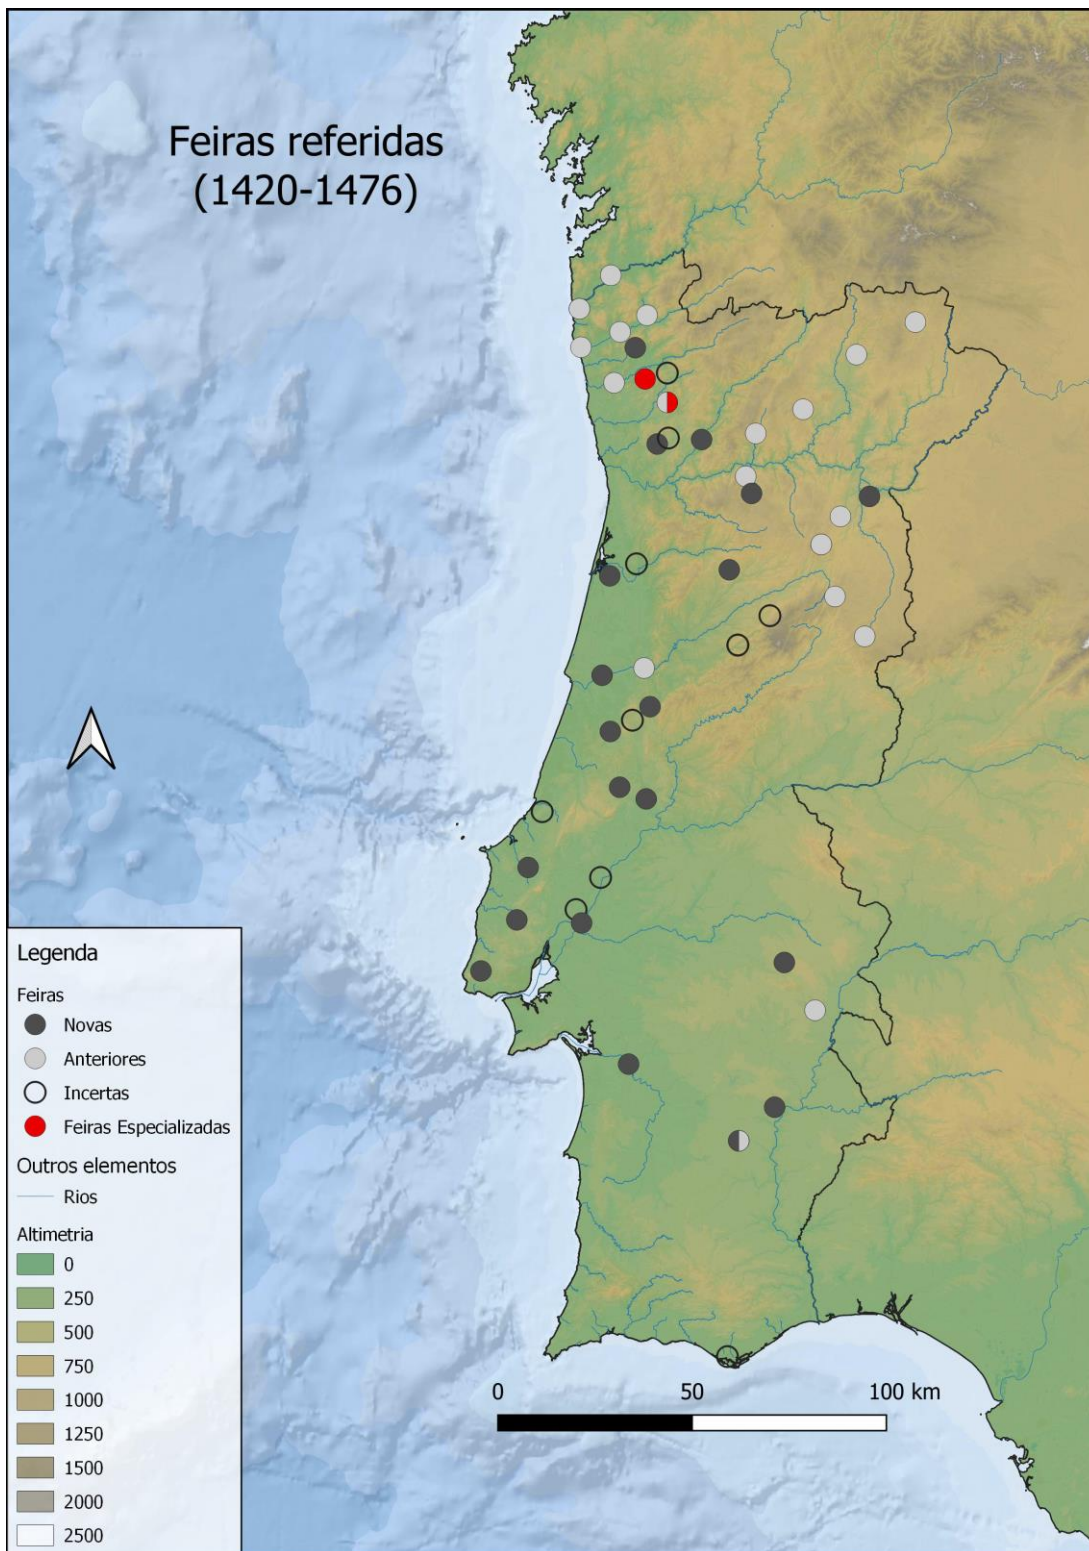 Feiras referidas
(1420-1476)
Legenda
Feiras
Novas
Anteriores
Incertas
Feiras Especializadas
Outros elementos
Rios
Altimetria
0
250
500
750
1000
1250
1500
2000
2500
0 50 100 km